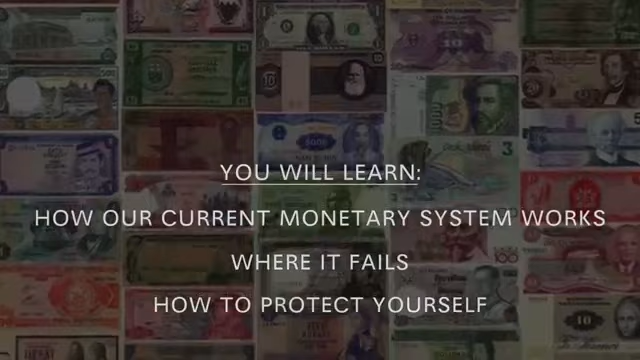 YOU WILL LEARN:
HOW OUR CURRENT MONETARY SYSTEM WORKS
WHERE IT FAILS
HOW TO PROTECT YOURSELF